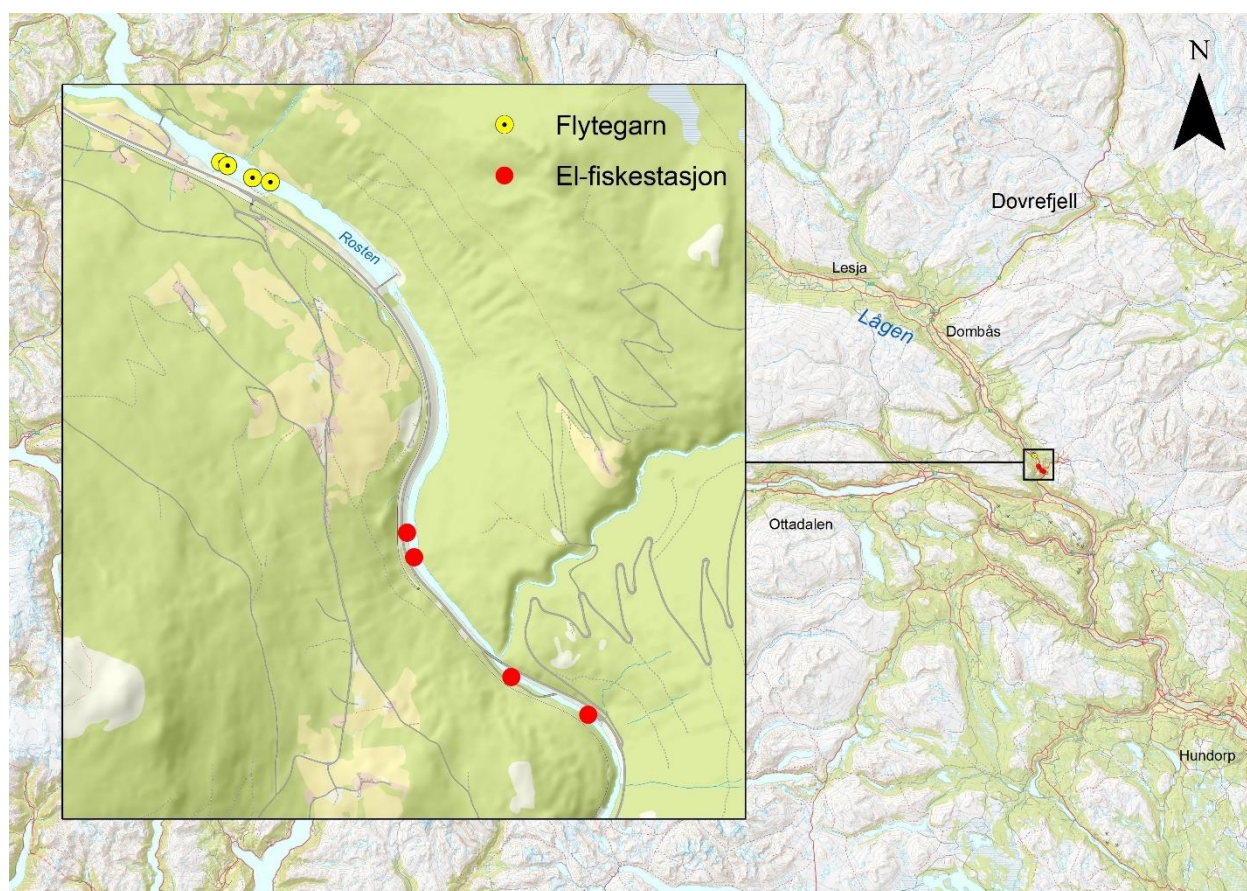 N
Flytegarn
El-fiskestasjon
Dovrefjell
Rosten
Lesja
Lågen
Dombås
Ottadalen
Hundorp